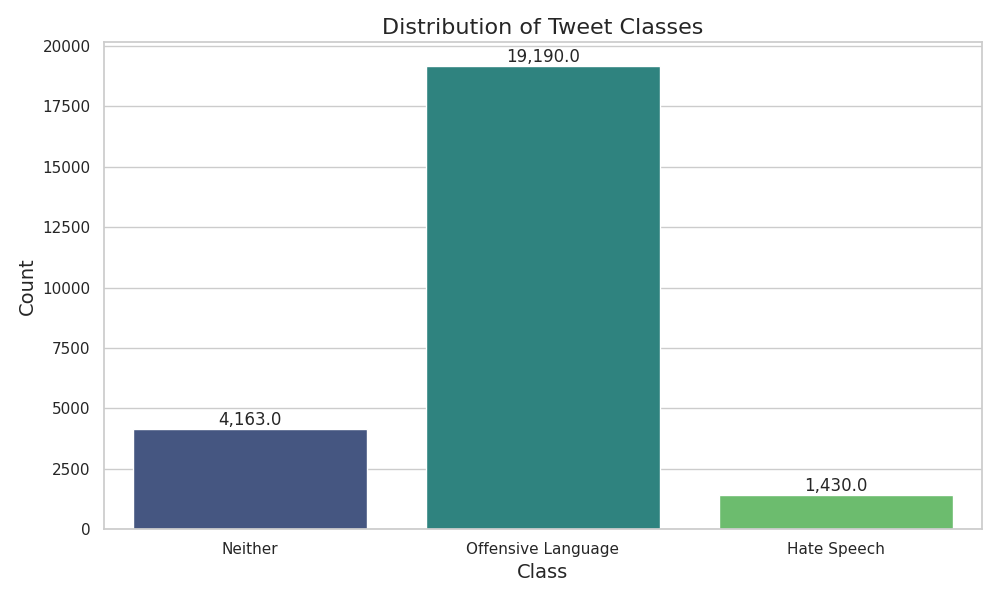 Distribution of Tweet Classes
20000
17500
15000
12500
10000
7500
5000
2500
0
Count
4,163.0
19,190.0
1,430.0
Neither
Offensive Language
Hate Speech
Class